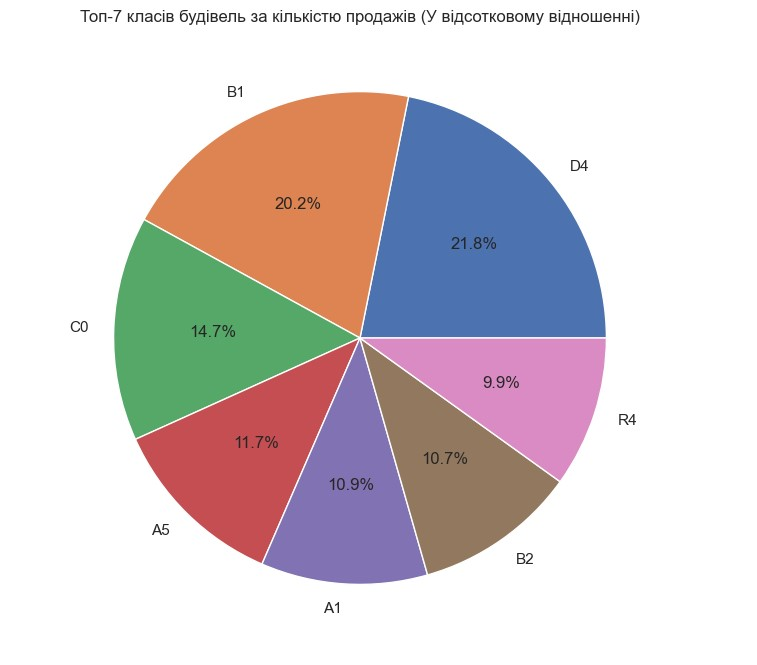 Топ-7 класів будівель за кількістю продажів (У відсотковому відношенні)
B1
D4
20.2%
21.8%
C0
14.7%
9.9%
R4
11.7%
10.7%
10.9%
A5
B2
A1